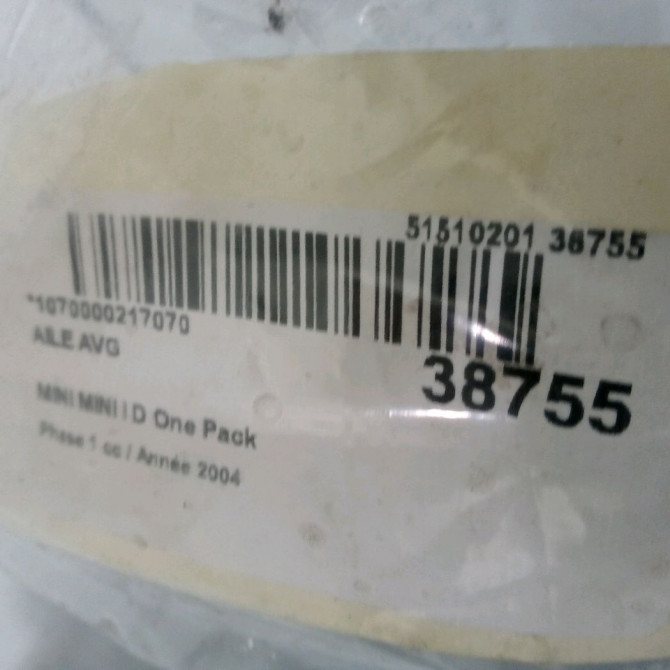 51510201 38755
*1070000217070
AILE AVG
38755
MINI MINI I D One Pack
Phase 1 cc / Année 2004